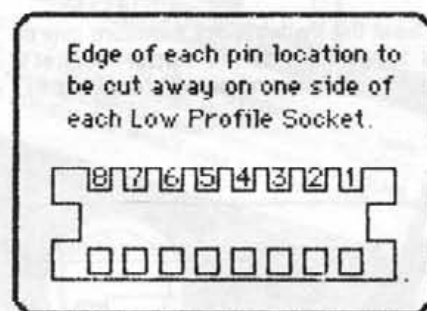 Edge of each pin location to
be cut away on one side of
each Low Profile Socket.
8 7 6 5 4 3 2 1